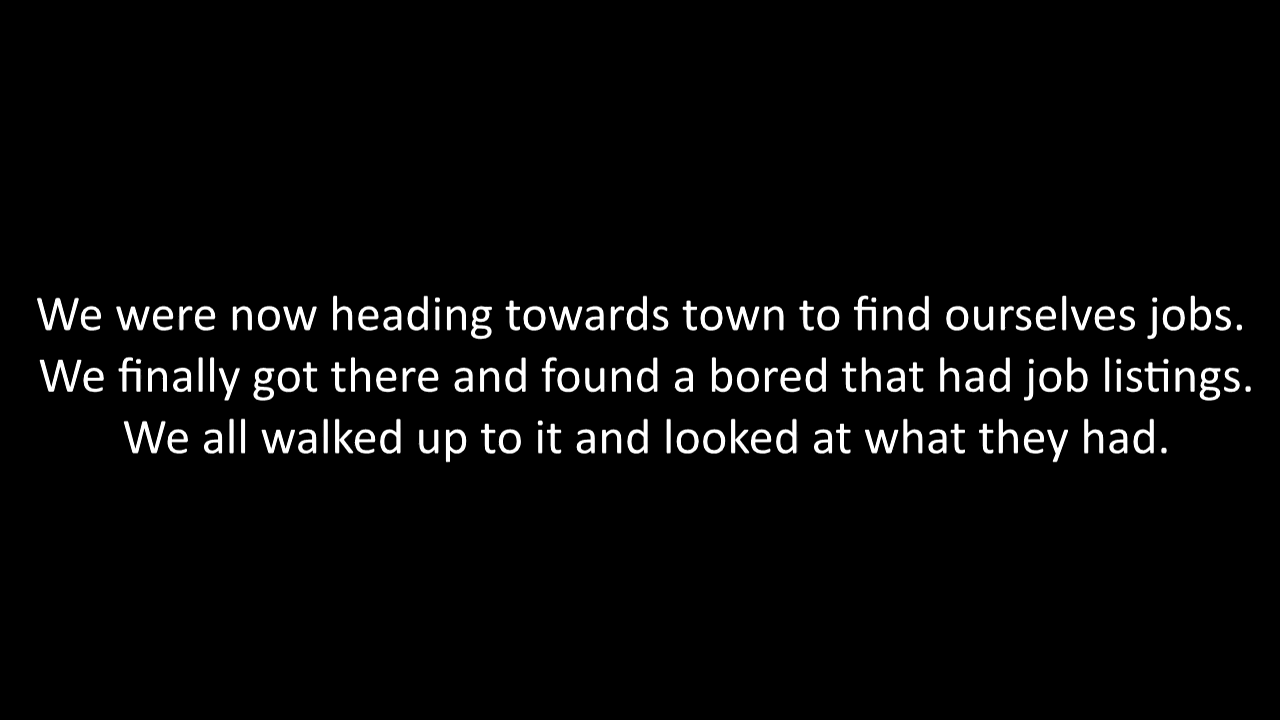 We were now heading towards town to find ourselves jobs.
We finally got there and found a bored that had job listings.
We all walked up to it and looked at what they had.